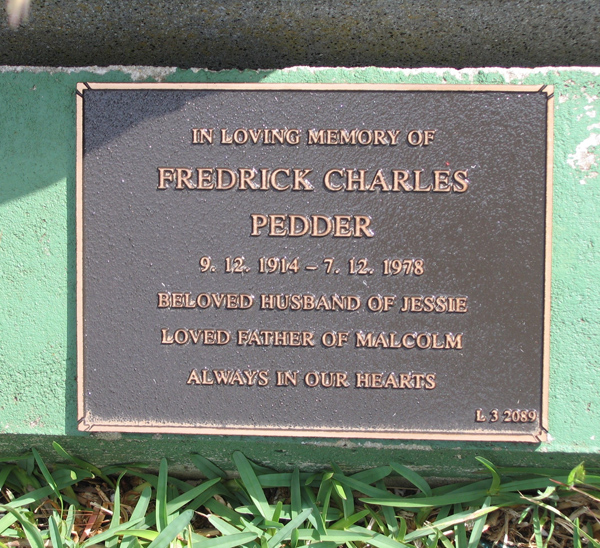 IN LOVING MEMORY OF
FREDRICK CHARLES
PEDDER
9. 12. 1914 – 7. 12. 1978
BELOVED HUSBAND OF JESSIE
LOVED FATHER OF MALCOLM
ALWAYS IN OUR HEARTS
L 3 2089